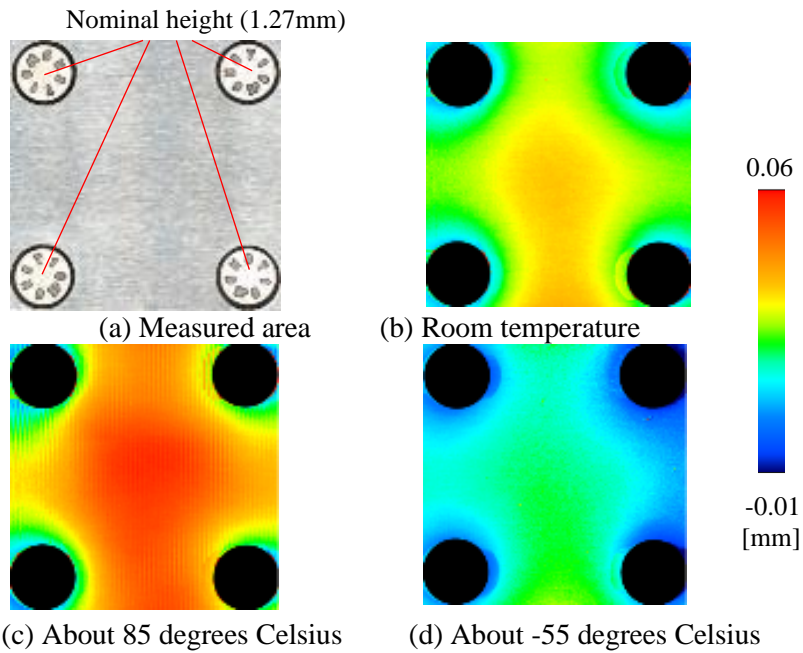 Nominal height (1.27mm)
(a) Measured area
(b) Room temperature
0.06
-0.01
[mm]
(c) About 85 degrees Celsius
(d) About -55 degrees Celsius